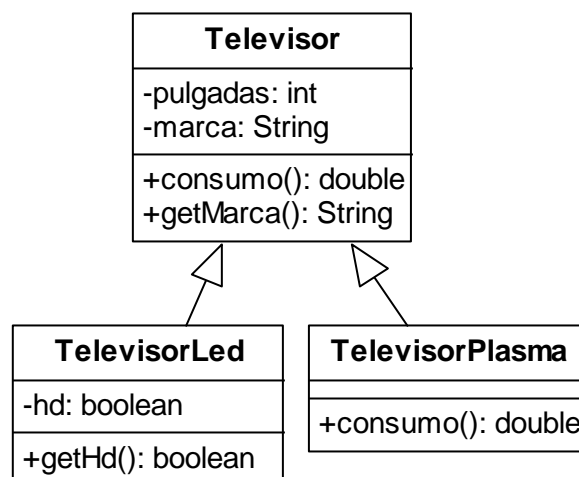 Televisor
-pulgadas: int
-marca: String
+consumo(): double
+getMarca(): String
TelevisorLed
-hd: boolean
+getHd(): boolean
TelevisorPlasma
+consumo(): double